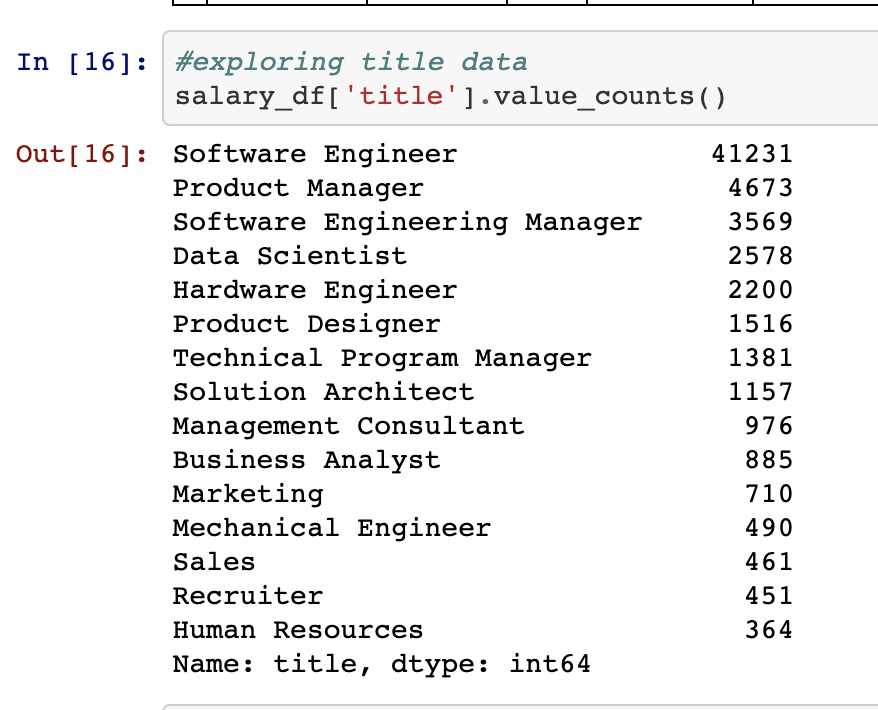 In [16]: #exploring title data
salary_df['title'].value_counts()
Out[16]: Software Engineer 41231
Product Manager 4673
Software Engineering Manager 3569
Data Scientist 2578
Hardware Engineer 2200
Product Designer 1516
Technical Program Manager 1381
Solution Architect 1157
Management Consultant 976
Business Analyst 885
Marketing 710
Mechanical Engineer 490
Sales 461
Recruiter 451
Human Resources 364
Name: title, dtype: int64